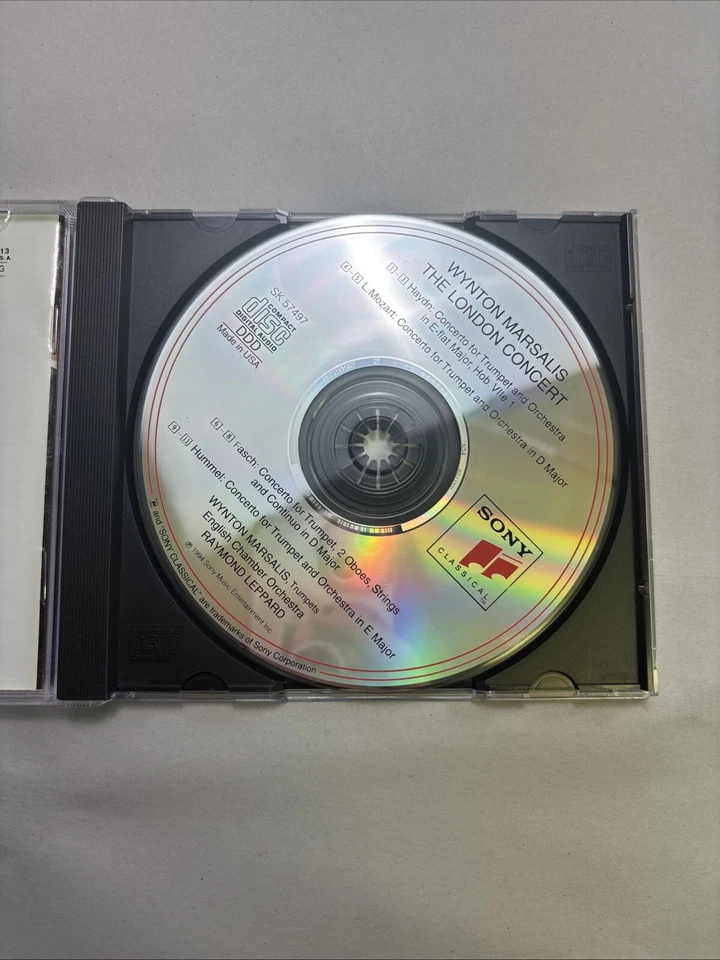 13
S.A.
G
WYNTON MARSALIS
THE LONDON CONCERT
1 - 3 Haydn: Concerto for Trumpet and Orchestra
in E-flat Major, Hob. VIIe:1
4 - 5 L. Mozart: Concerto for Trumpet and Orchestra in D Major
SK 57497
COMPACT
disc
DIGITAL AUDIO
DDD
Made in USA
SONY
CLASSICAL
TM
6 - 8 Fasch: Concerto for Trumpet, 2 Oboes, Strings
and Continuo in D Major
9 - 11 Hummel: Concerto for Trumpet and Orchestra in E Major
WYNTON MARSALIS, Trumpets
English Chamber Orchestra
RAYMOND LEPPARD
℗ 1994 Sony Music Entertainment Inc.
and "SONY CLASSICAL" are trademarks of Sony Corporation
disc